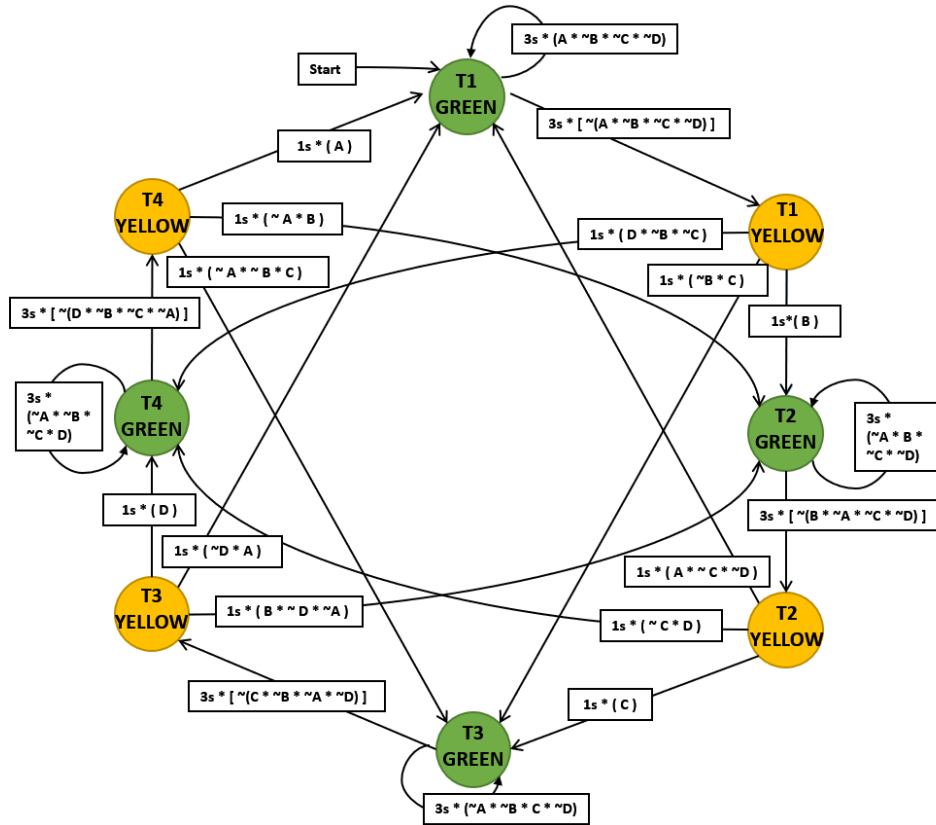 3s * (A * ~B * ~C * ~D)
Start
T1
GREEN
3s * [ ~(A * ~B * ~C * ~D) ]
1s * ( A )
T4
YELLOW
1s * ( ~ A * B )
1s * ( D * ~B * ~C )
T1
YELLOW
1s * ( ~ A * ~ B * C )
1s * ( ~B * C )
3s * [ ~(D * ~B * ~C * ~A) ]
1s*( B )
3s *
(~A * ~B *
~C * D)
T4
GREEN
T2
GREEN
3s *
(~A * B *
~C * ~D)
1s * ( D )
3s * [ ~(B * ~A * ~C * ~D) ]
1s * ( ~D * A )
1s * ( A * ~ C * ~D )
T3
YELLOW
1s * ( B * ~ D * ~A )
1s * ( ~ C * D )
T2
YELLOW
3s * [ ~(C * ~B * ~A * ~D) ]
1s * ( C )
T3
GREEN
3s * (~A * ~B * C * ~D)